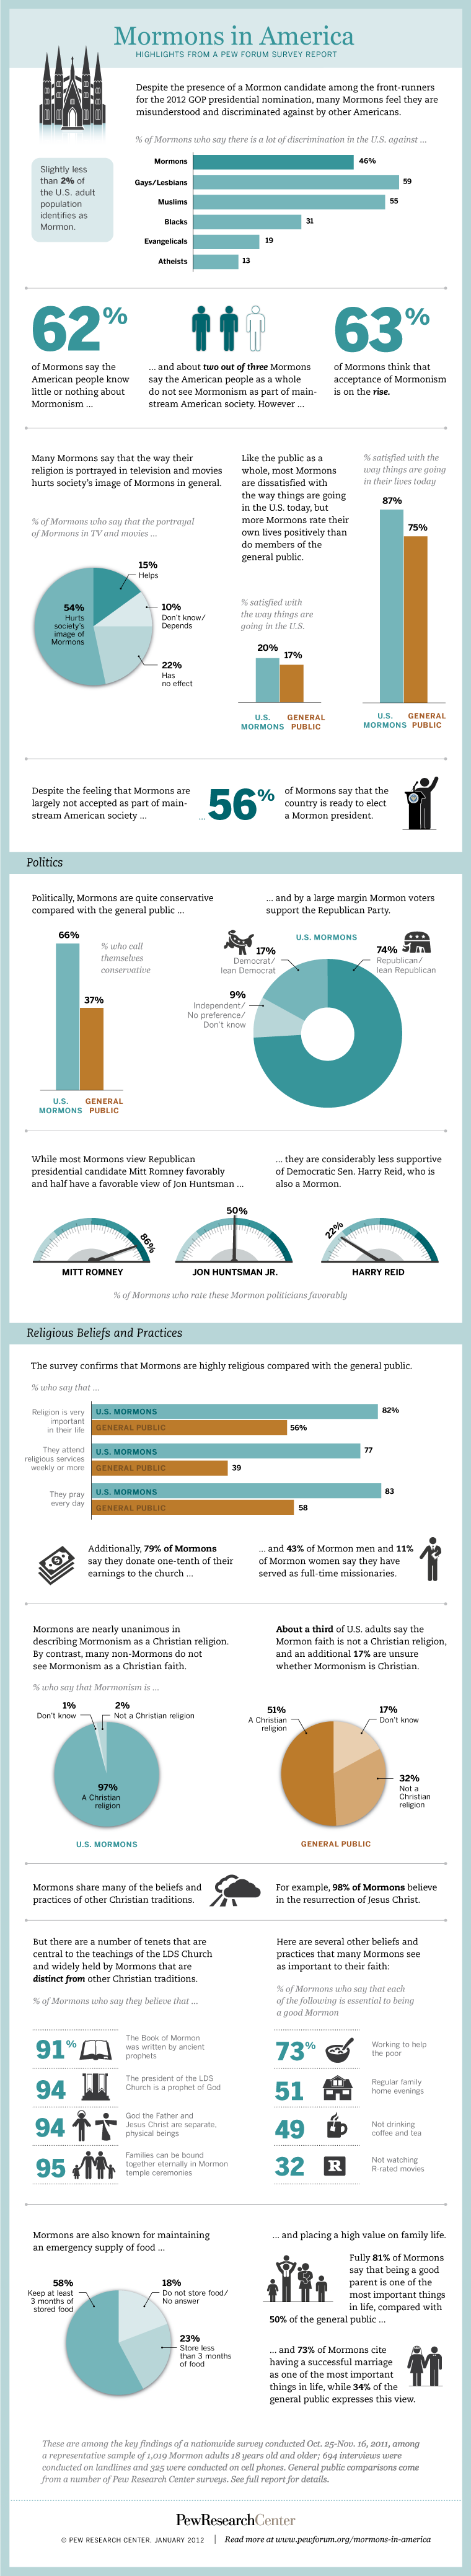 Mormons in America
HIGHLIGHTS FROM A PEW FORUM SURVEY REPORT
Despite the presence of a Mormon candidate among the front-runners
for the 2012 GOP presidential nomination, many Mormons feel they are
misunderstood and discriminated against by other Americans.
% of Mormons who say there is a lot of discrimination in the U.S. against ...
Slightly less
than 2% of
the U.S. adult
population
identifies as
Mormon.
Mormons 46%
Gays/Lesbians 59
Muslims 55
Blacks 31
Evangelicals 19
Atheists 13
62%
of Mormons say the
American people know
little or nothing about
Mormonism ...
... and about two out of three Mormons
say the American people as a whole
do not see Mormonism as part of main-
stream American society. However ...
63%
of Mormons think that
acceptance of Mormonism
is on the rise.
Many Mormons say that the way their
religion is portrayed in television and movies
hurts society's image of Mormons in general.
% of Mormons who say that the portrayal
of Mormons in TV and movies ...
15%
Helps
10%
Don't know/
Depends
54%
Hurts
society's
image of
Mormons
22%
Has
no effect
Like the public as a
whole, most Mormons
are dissatisfied with
the way things are going
in the U.S. today, but
more Mormons rate their
own lives positively than
do members of the
general public.
% satisfied with
the way things are
going in the U.S.
20%
17%
U.S.
MORMONS
GENERAL
PUBLIC
% satisfied with the
way things are going
in their lives today
87%
75%
U.S.
MORMONS
GENERAL
PUBLIC
Despite the feeling that Mormons are
largely not accepted as part of main-
stream American society ...
...56%
of Mormons say that the
country is ready to elect
a Mormon president.
Politics
Politically, Mormons are quite conservative
compared with the general public ...
66%
37%
% who call
themselves
conservative
U.S.
MORMONS
GENERAL
PUBLIC
... and by a large margin Mormon voters
support the Republican Party.
U.S. MORMONS
17%
Democrat/
lean Democrat
74%
Republican/
lean Republican
9%
Independent/
No preference/
Don't know
While most Mormons view Republican
presidential candidate Mitt Romney favorably
and half have a favorable view of Jon Huntsman ...
... they are considerably less supportive
of Democratic Sen. Harry Reid, who is
also a Mormon.
86%
MITT ROMNEY
50%
JON HUNTSMAN JR.
22%
HARRY REID
% of Mormons who rate these Mormon politicians favorably
Religious Beliefs and Practices
The survey confirms that Mormons are highly religious compared with the general public.
% who say that ...
Religion is very
important
in their life
U.S. MORMONS 82%
GENERAL PUBLIC 56%
They attend
religious services
weekly or more
U.S. MORMONS 77
GENERAL PUBLIC 39
They pray
every day
U.S. MORMONS 83
GENERAL PUBLIC 58
Additionally, 79% of Mormons
say they donate one-tenth of their
earnings to the church ...
... and 43% of Mormon men and 11%
of Mormon women say they have
served as full-time missionaries.
Mormons are nearly unanimous in
describing Mormonism as a Christian religion.
By contrast, many non-Mormons do not
see Mormonism as a Christian faith.
About a third of U.S. adults say the
Mormon faith is not a Christian religion,
and an additional 17% are unsure
whether Mormonism is Christian.
% who say that Mormonism is ...
1%
Don't know
2%
Not a Christian religion
97%
A Christian
religion
U.S. MORMONS
51%
A Christian
religion
17%
Don't know
32%
Not a
Christian
religion
GENERAL PUBLIC
Mormons share many of the beliefs and
practices of other Christian traditions.
For example, 98% of Mormons believe
in the resurrection of Jesus Christ.
But there are a number of tenets that are
central to the teachings of the LDS Church
and widely held by Mormons that are
distinct from other Christian traditions.
% of Mormons who say they believe that ...
91%
The Book of Mormon
was written by ancient
prophets
94
The president of the LDS
Church is a prophet of God
94
God the Father and
Jesus Christ are separate,
physical beings
95
Families can be bound
together eternally in Mormon
temple ceremonies
Here are several other beliefs and
practices that many Mormons see
as important to their faith:
% of Mormons who say that each
of the following is essential to being
a good Mormon
73%
Working to help
the poor
51
Regular family
home evenings
49
Not drinking
coffee and tea
32
R
Not watching
R-rated movies
Mormons are also known for maintaining
an emergency supply of food ...
58%
Keep at least
3 months of
stored food
18%
Do not store food/
No answer
23%
Store less
than 3 months
of food
... and placing a high value on family life.
Fully 81% of Mormons
say that being a good
parent is one of the
most important things
in life, compared with
50% of the general public ...
... and 73% of Mormons cite
having a successful marriage
as one of the most important
things in life, while 34% of the
general public expresses this view.
These are among the key findings of a nationwide survey conducted Oct. 25-Nov. 16, 2011, among
a representative sample of 1,019 Mormon adults 18 years old and older; 694 interviews were
conducted on landlines and 325 were conducted on cell phones. General public comparisons come
from a number of Pew Research Center surveys. See full report for details.
PewResearchCenter
© PEW RESEARCH CENTER, JANUARY 2012 | Read more at www.pewforum.org/mormons-in-america